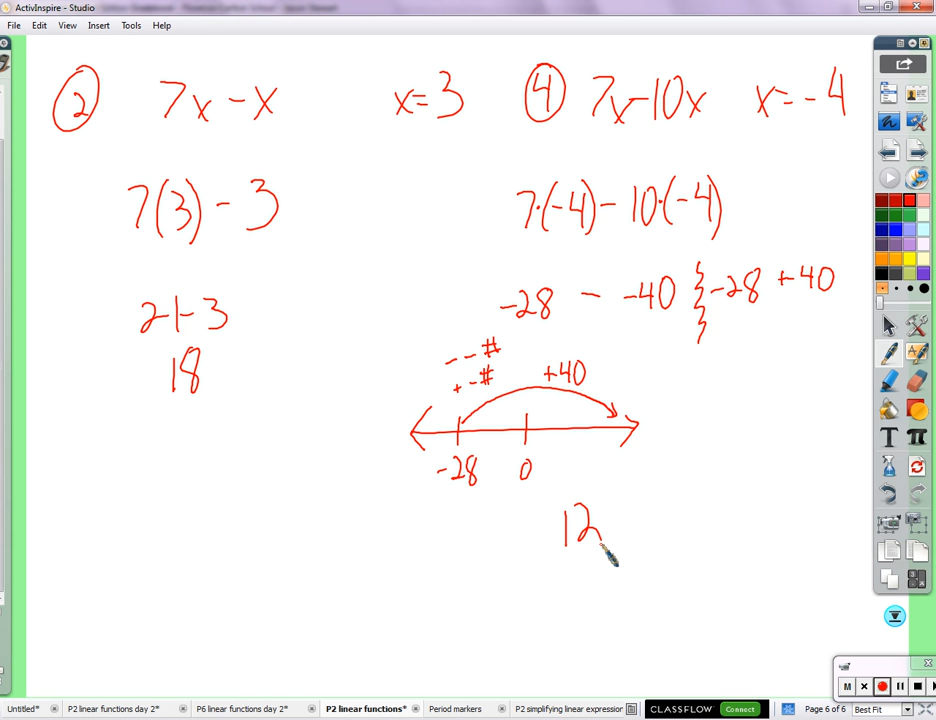 ActivInspire - Studio
File Edit View Insert Tools Help
② 7x - x x = 3
7(3) - 3
21 - 3
18
④ 7x - 10x x = -4
7·(-4) - 10·(-4)
-28 - -40 } -28 + 40
- - #
+ - #
+40
-28 0
12
M
Untitled* P2 linear functions day 2* P6 linear functions day 2* P2 linear functions* Period markers P2 simplifying linear expression CLASSFLOW Connect Page 6 of 6 Best Fit